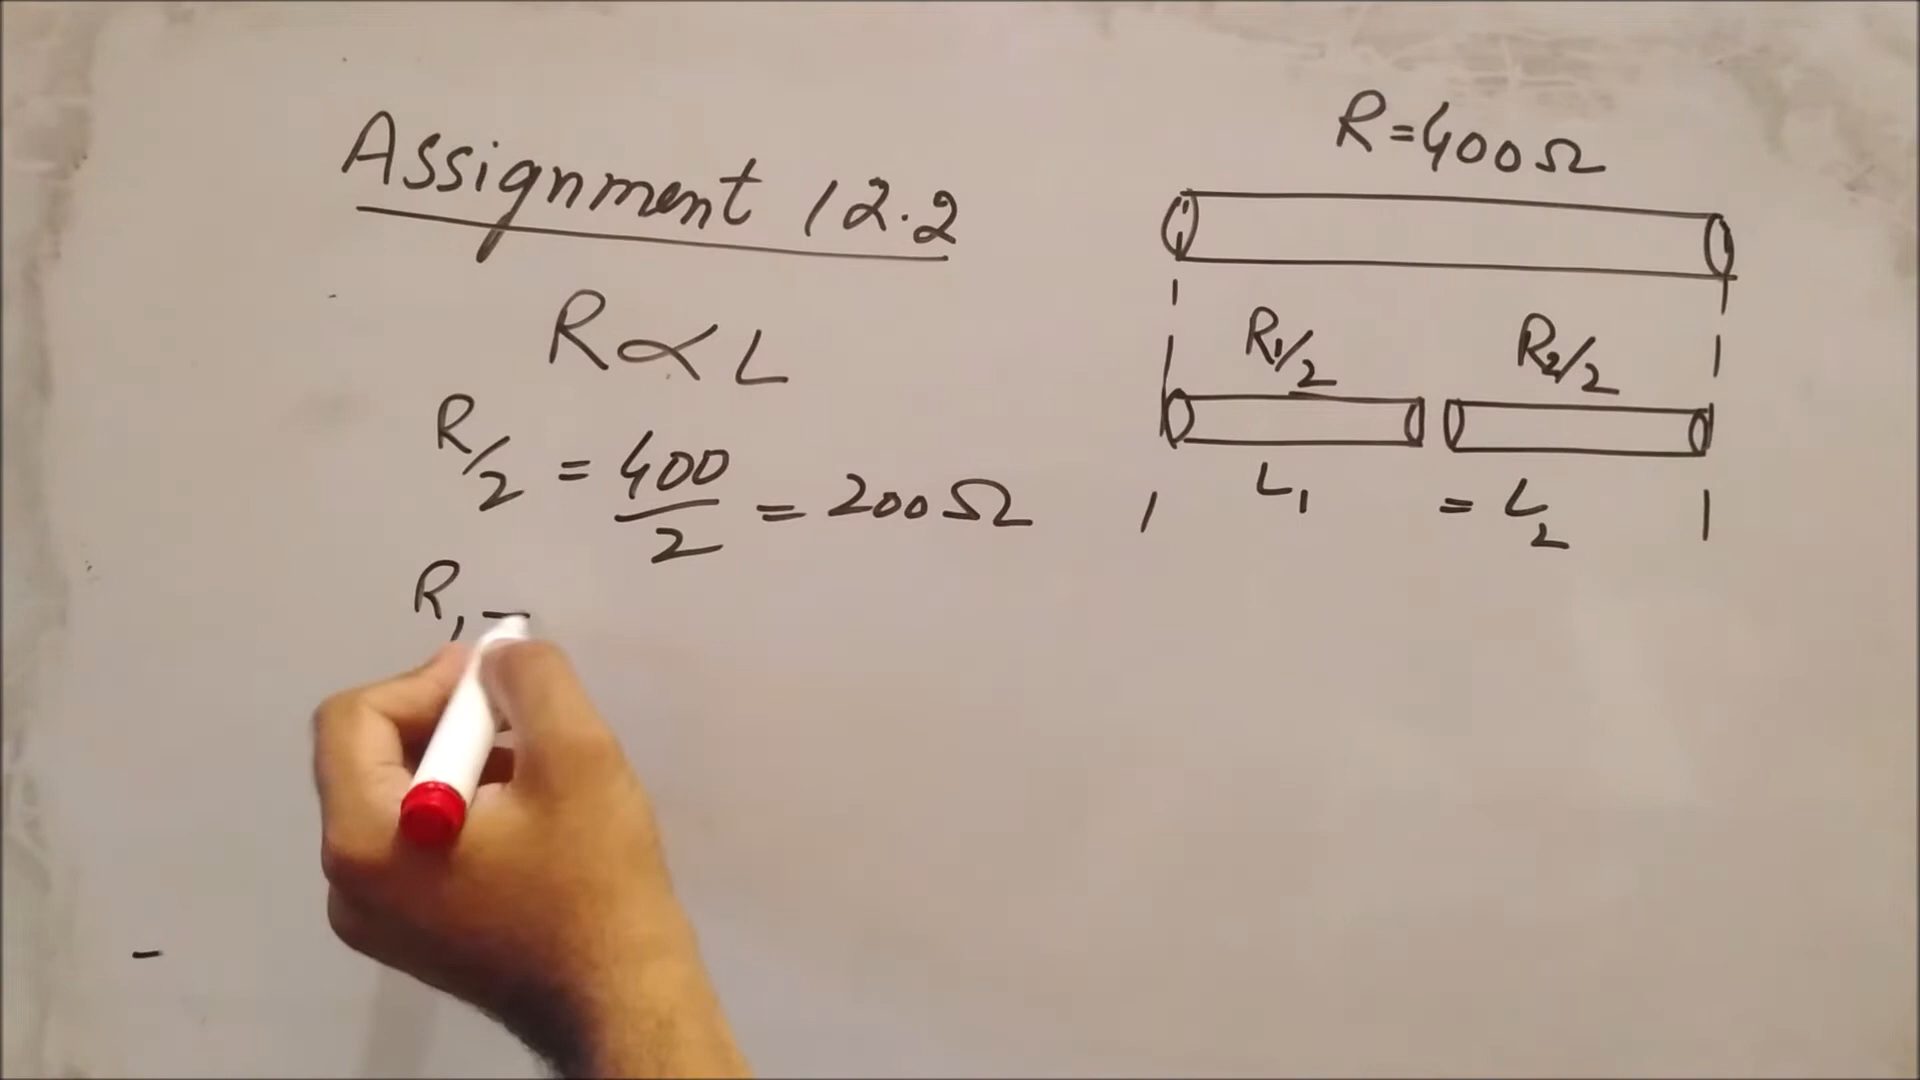 Assignment 12.2
R ∝ L
R/2 = 400/2 = 200Ω
R1 –
R=400Ω
R1/2 R2/2
L1 = L2